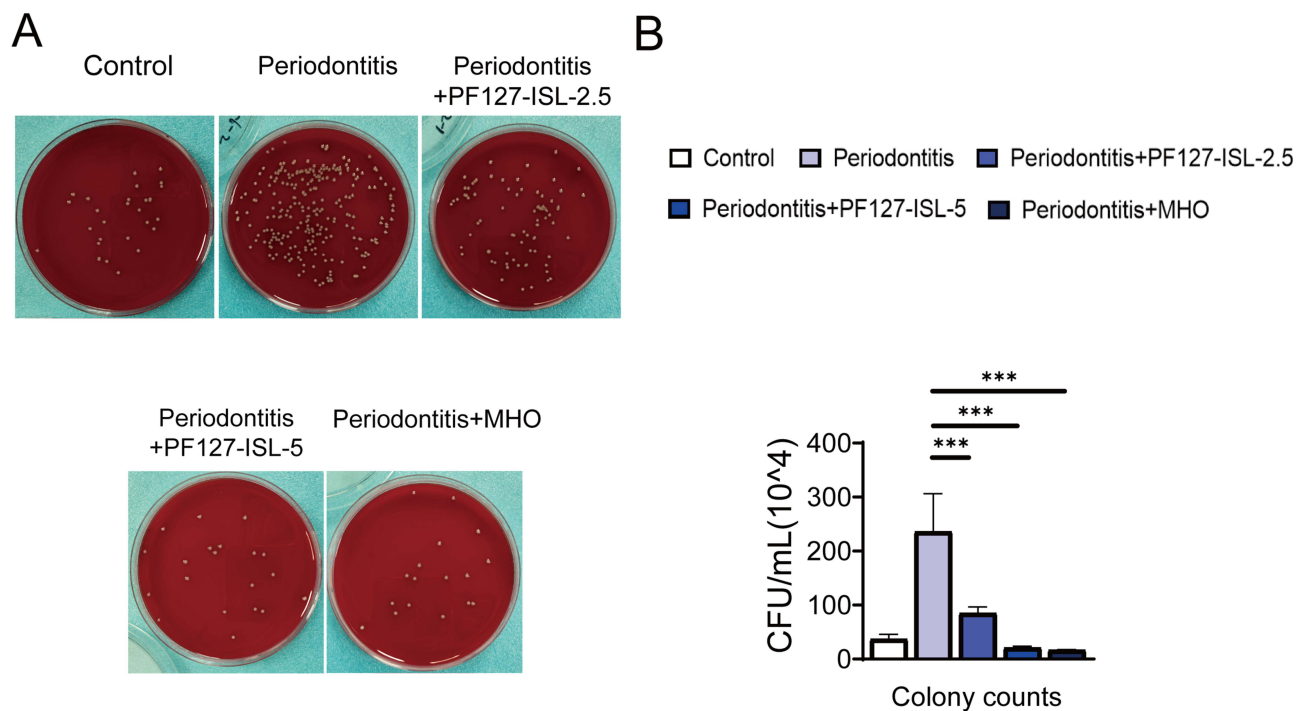 A
Control
Periodontitis
Periodontitis
+PF127-ISL-2.5
Periodontitis
+PF127-ISL-5
Periodontitis+MHO
B
Control
Periodontitis
Periodontitis+PF127-ISL-2.5
Periodontitis+PF127-ISL-5
Periodontitis+MHO
***
***
***
400
300
200
100
0
CFU/mL(10^4)
Colony counts